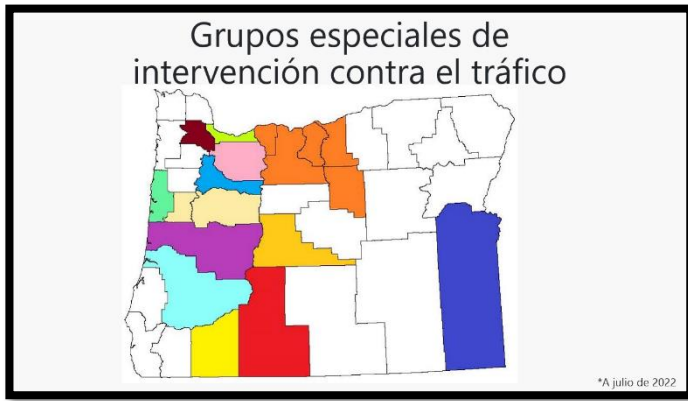 Grupos especiales de
intervención contra el tráfico
*A julio de 2022